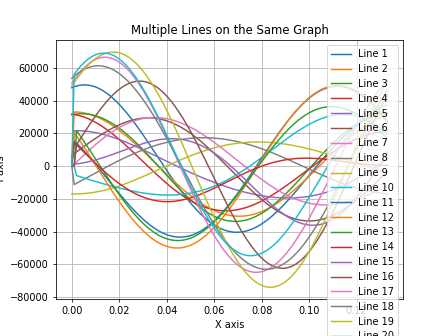 Multiple Lines on the Same Graph
60000
40000
20000
0
−20000
−40000
−60000
−80000
0.00
0.02
0.04
0.06
0.08
0.10
X axis
axis
Line 1
Line 2
Line 3
Line 4
Line 5
Line 6
Line 7
Line 8
Line 9
Line 10
Line 11
Line 12
Line 13
Line 14
Line 15
Line 16
Line 17
Line 18
Line 19
Line 20